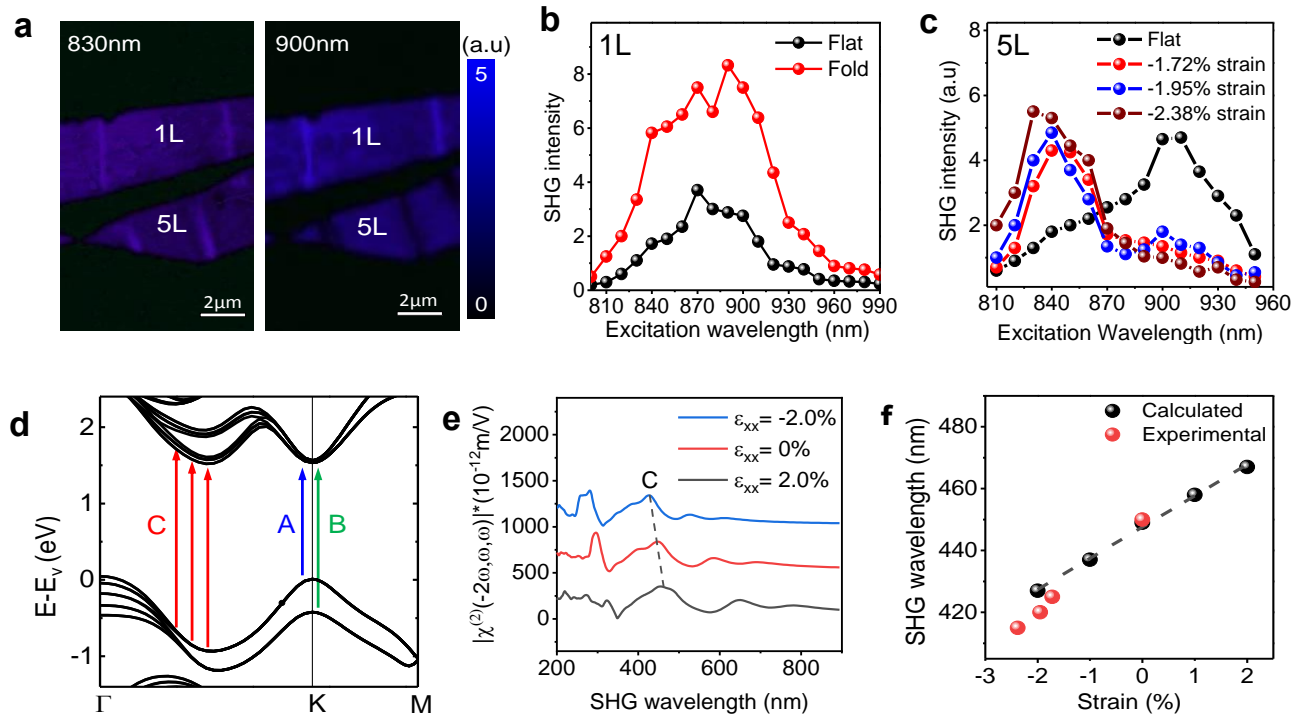 a
830nm
900nm
(a.u)
5
0
1L
1L
5L
5L
2μm
2μm
b
1L
Flat
Fold
SHG intensity
8
6
4
2
0
810 840 870 900 930 960 990
Excitation wavelength (nm)
c
5L
Flat
-1.72% strain
-1.95% strain
-2.38% strain
SHG intensity (a.u)
8
6
4
2
810 840 870 900 930 960
Excitation Wavelength (nm)
d
E-Eᵥ (eV)
2
1
0
-1
C
A
B
Γ K M
e
ε_xx= -2.0%
ε_xx= 0%
ε_xx= 2.0%
C
|χ⁽²⁾(-2ω,ω,ω)|*(10⁻¹²m/V)
2000
1500
1000
500
0
200 400 600 800
SHG wavelength (nm)
f
Calculated
Experimental
SHG wavelength (nm)
480
460
440
420
-3 -2 -1 0 1 2
Strain (%)